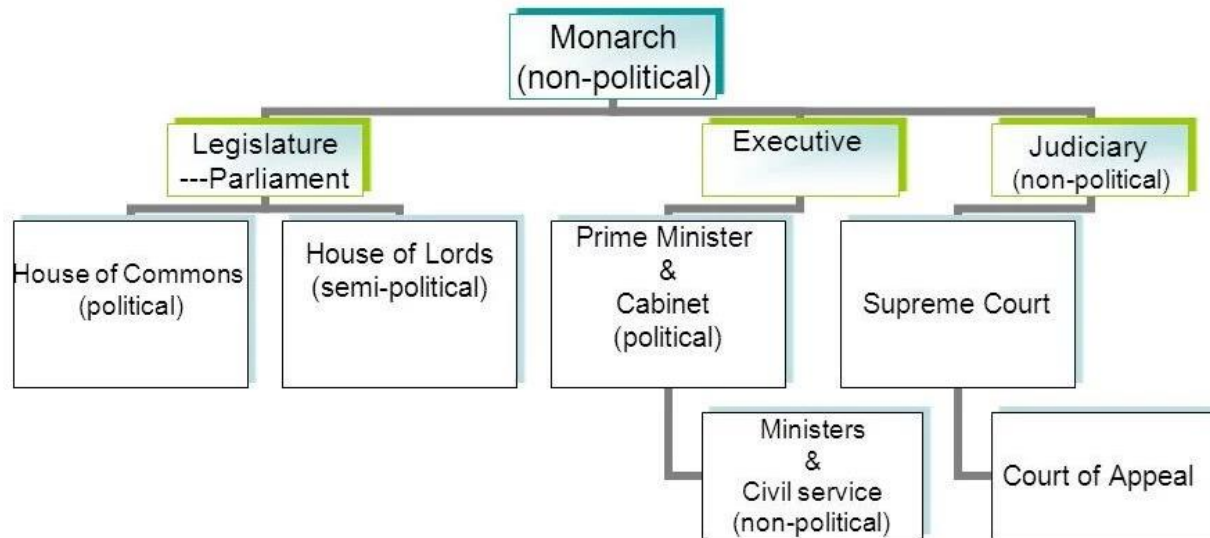 Monarch
(non-political)
Legislature
---Parliament
Executive
Judiciary
(non-political)
House of Commons
(political)
House of Lords
(semi-political)
Prime Minister
&
Cabinet
(political)
Supreme Court
Ministers
&
Civil service
(non-political)
Court of Appeal